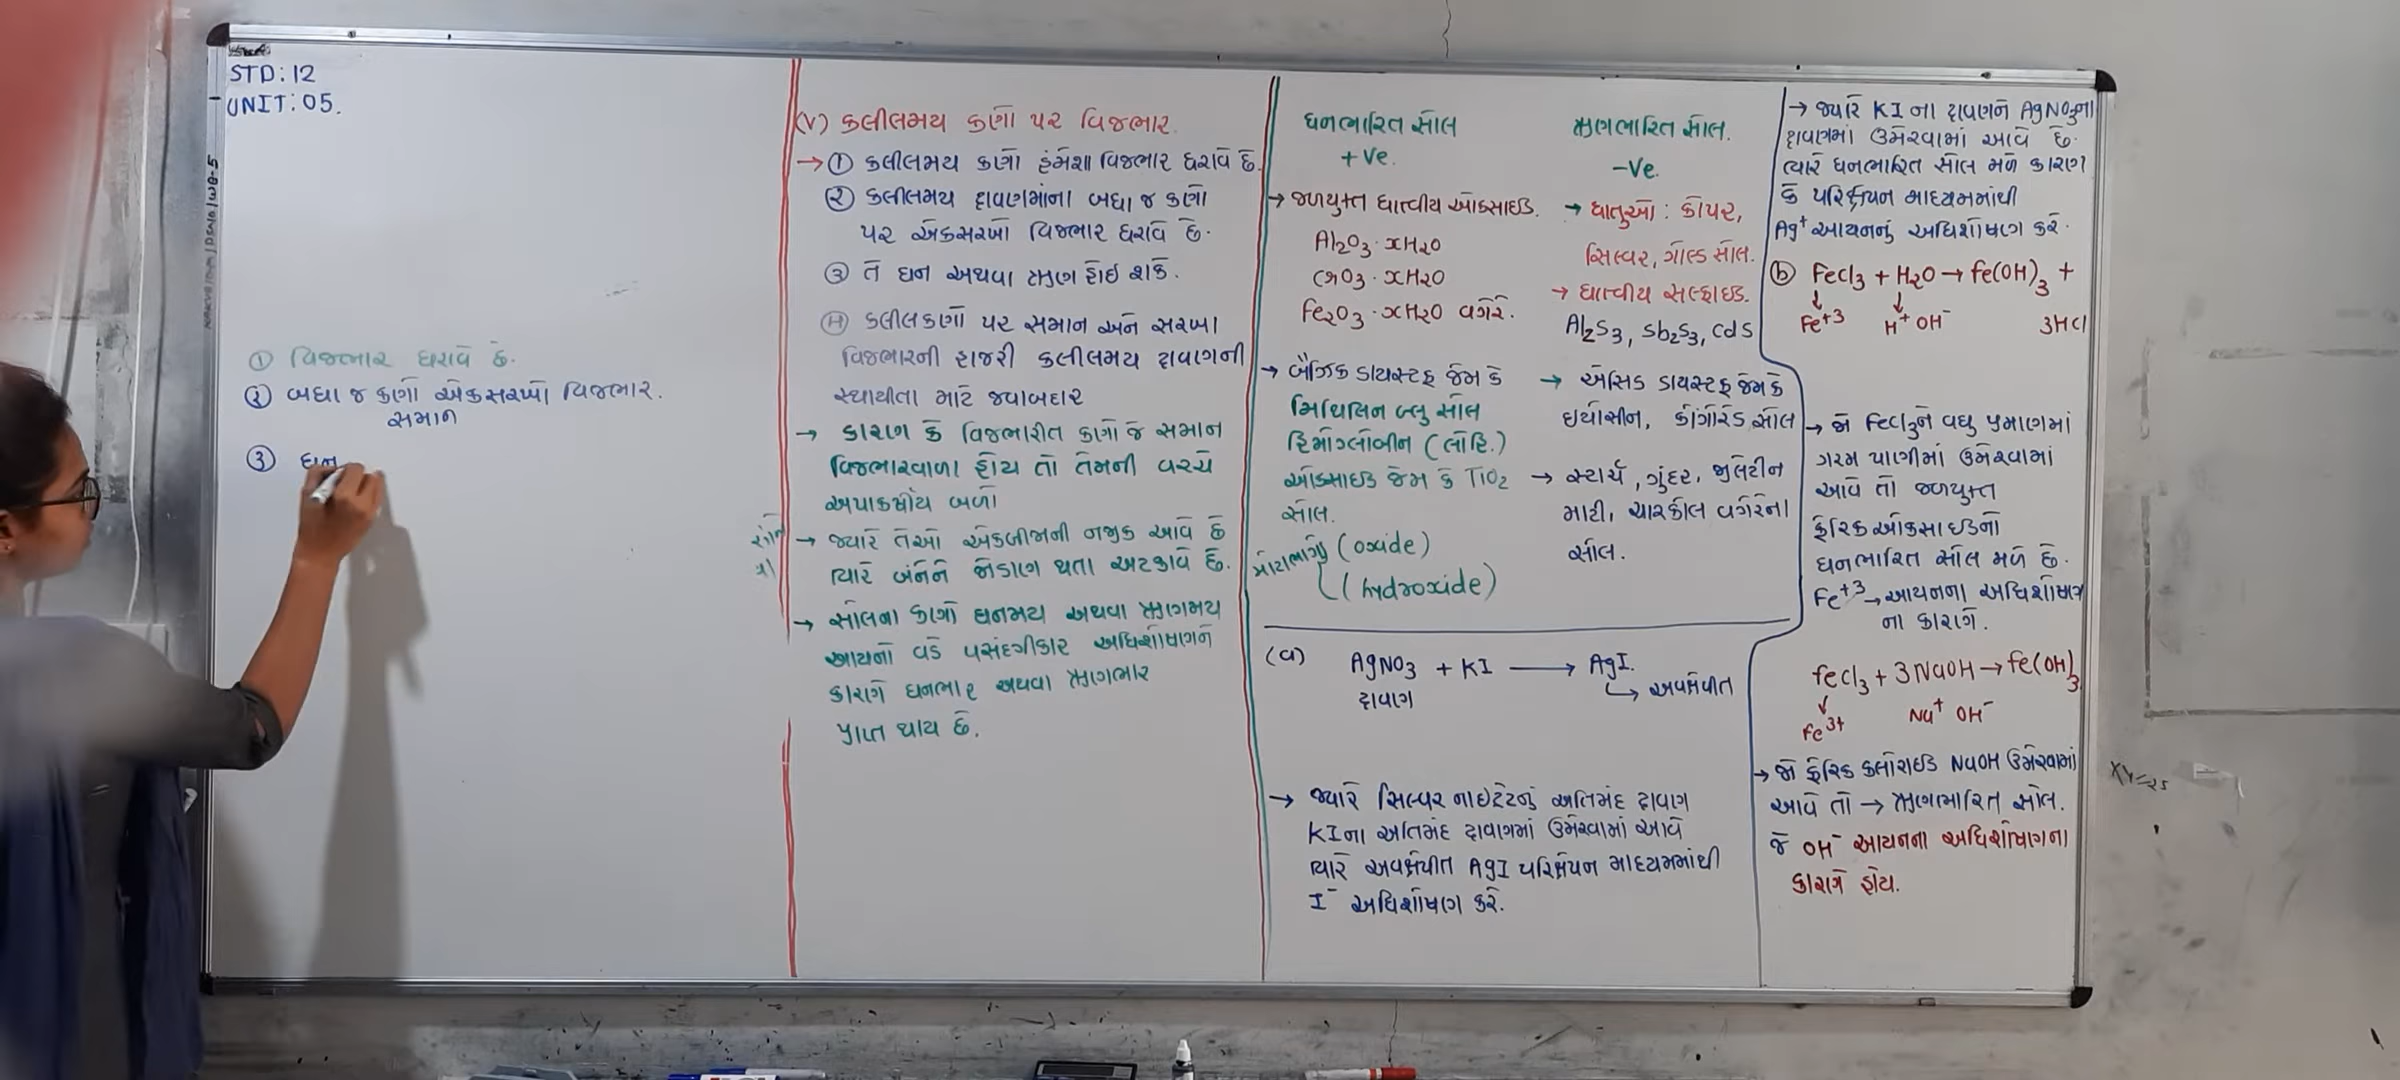 STD: 12
UNIT: 05.
① વિજભાર ધરાવે છે.
② બધા જ કણો એકસરખો વિજભાર.
સમાન
③ ધન
(V) કલીલમય કણો પર વિજભાર.
→ ① કલીલમય કણો હંમેશા વિજભાર ધરાવે છે.
② કલીલમય દ્રાવણમાંના બધા જ કણો
પર એકસરખો વિજભાર ધરાવે છે.
③ તે ધન અથવા ઋણ હોઇ શકે.
④ કલીલકણો પર સમાન અને સરખા
વિજભારની હાજરી કલીલમય દ્રાવણની
સ્થાયીતા માટે જવાબદાર
→ કારણ કે વિજભારીત કણો જે સમાન
વિજભારવાળા હોય તો તેમની વચ્ચે
અપાકર્ષીય બળો
→ જ્યારે તેઓ એકબીજાની નજીક આવે છે
ત્યારે બંનેને જોડાણ થતા અટકાવે છે.
→ સોલના કણો ધનમય અથવા ઋણમય
આયનો વડે પસંદગીકાર અધિશોષણને
કારણે ધનભાર અથવા ઋણભાર
પ્રાપ્ત થાય છે.
ધનભારિત સોલ
+Ve.
→ જળયુક્ત ધાત્વીય ઓક્સાઇડ.
Al₂O₃·xH₂O
CrO₃·xH₂O
Fe₂O₃·xH₂O વગેરે.
→ બેઝિક ડાયસ્ટફ જેમ કે
મિથિલિન બ્લુ સોલ
હિમોગ્લોબીન (લોહિ.)
ઓક્સાઇડ જેમ કે TiO₂
સોલ.
મોટાભાગે (oxide)
(hydroxide)
ઋણભારિત સોલ.
-Ve.
→ ધાતુઓ : કોપર,
સિલ્વર, ગોલ્ડ સોલ.
→ ધાત્વીય સલ્ફાઇડ.
Al₂S₃, Sb₂S₃, CdS
→ એસિડ ડાયસ્ટફ જેમ કે
ઇયોસીન, કોંગોરેડ સોલ
→ સ્ટાર્ચ, ગુંદર, જીલેટીન
માટી, ચારકોલ વગેરેના
સોલ.
(a) AgNO₃ + KI ⟶ AgI.
દ્રાવણ
↳ અવક્ષેપીત
→ જ્યારે સિલ્વર નાઇટ્રેટનું અતિમંદ દ્રાવણ
KIના અતિમંદ દ્રાવણમાં ઉમેરવામાં આવે
ત્યારે અવક્ષેપીત AgI પરિક્ષેપન માધ્યમમાંથી
I⁻ અધિશોષણ કરે.
→ જ્યારે KI ના દ્રાવણને AgNO₃ના
દ્રાવણમાં ઉમેરવામાં આવે છે.
ત્યારે ધનભારિત સોલ મળે કારણ
કે પરિક્ષેપન માધ્યમમાંથી
Ag⁺ આયનનું અધિશોષણ કરે.
(b) FeCl₃ + H₂O → Fe(OH)₃ +
3HCl
↓ ↓
Fe⁺³ H⁺ OH⁻
→ જો FeCl₃ને વધુ પ્રમાણમાં
ગરમ પાણીમાં ઉમેરવામાં
આવે તો જળયુક્ત
ફેરિક ઓક્સાઇડનો
ધનભારિત સોલ મળે છે.
Fe⁺³ → આયનના અધિશોષણ
ના કારણે.
FeCl₃ + 3NaOH → Fe(OH)₃
↓
Fe³⁺ Na⁺ OH⁻
→ જો ફેરિક ક્લોરાઇડ NaOH ઉમેરવામાં
આવે તો → ઋણભારિત સોલ.
જે OH⁻ આયનના અધિશોષણના
કારણે હોય.